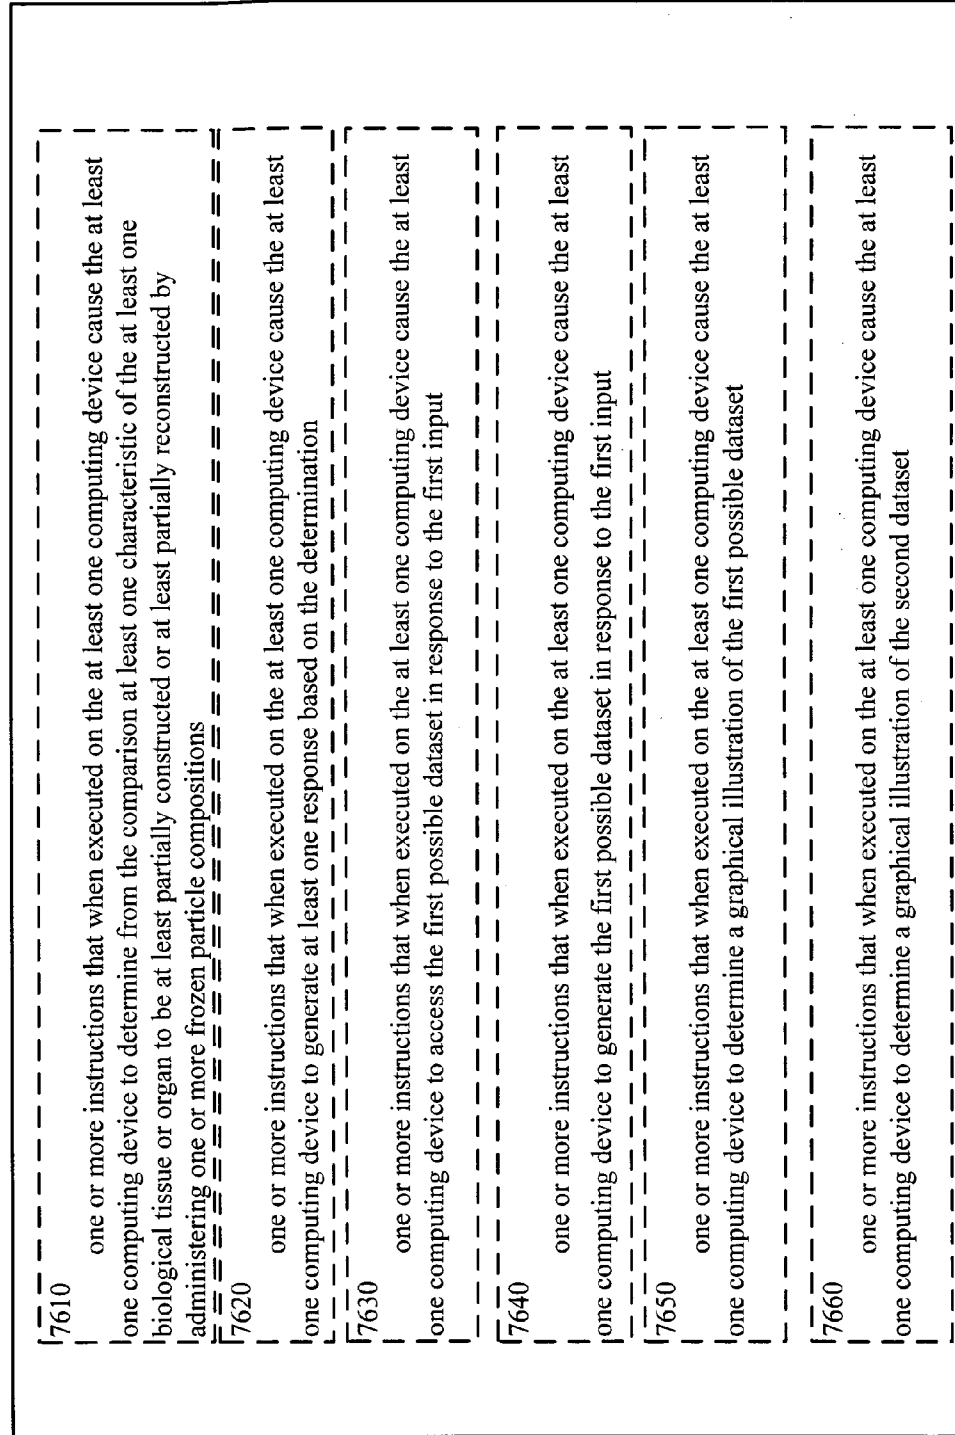 7610
one or more instructions that when executed on the at least one computing device cause the at least
one computing device to determine from the comparison at least one characteristic of the at least one
biological tissue or organ to be at least partially constructed or at least partially reconstructed by
administering one or more frozen particle compositions
7620
one or more instructions that when executed on the at least one computing device cause the at least
one computing device to generate at least one response based on the determination
7630
one or more instructions that when executed on the at least one computing device cause the at least
one computing device to access the first possible dataset in response to the first input
7640
one or more instructions that when executed on the at least one computing device cause the at least
one computing device to generate the first possible dataset in response to the first input
7650
one or more instructions that when executed on the at least one computing device cause the at least
one computing device to determine a graphical illustration of the first possible dataset
7660
one or more instructions that when executed on the at least one computing device cause the at least
one computing device to determine a graphical illustration of the second dataset